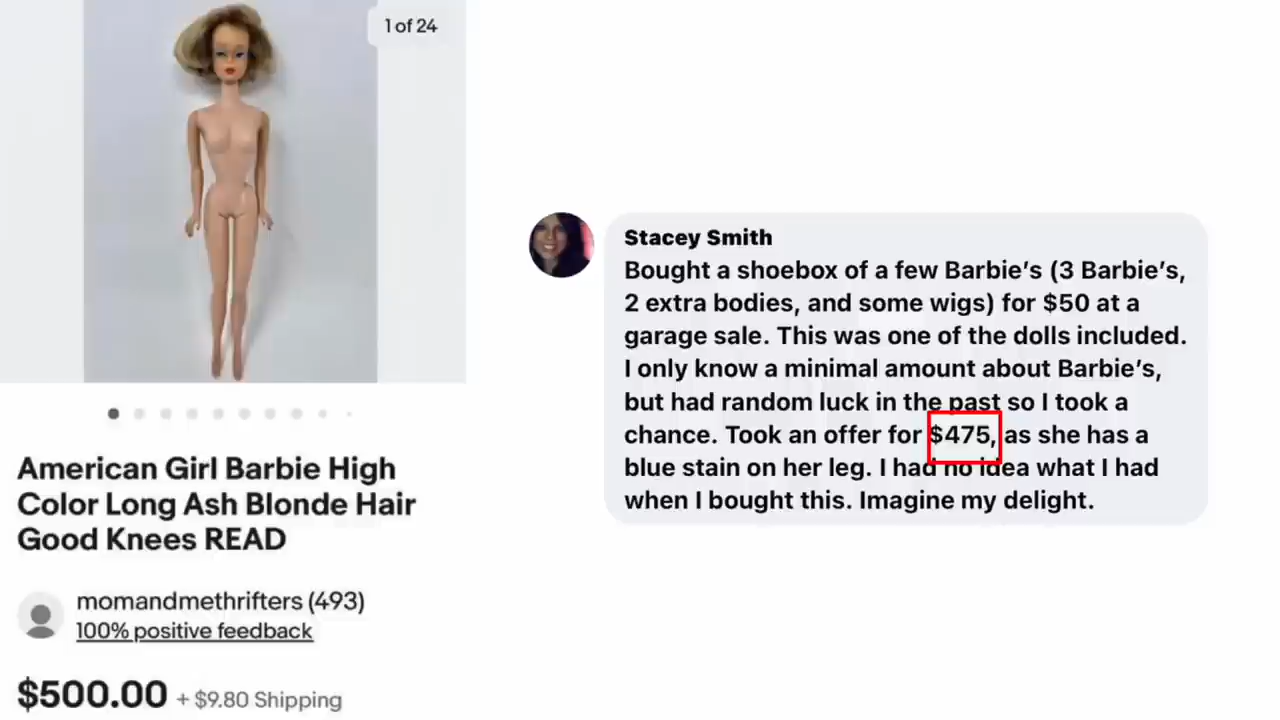 1 of 24
American Girl Barbie High
Color Long Ash Blonde Hair
Good Knees READ
momandmethrifters (493)
100% positive feedback
$500.00 + $9.80 Shipping
Stacey Smith
Bought a shoebox of a few Barbie's (3 Barbie's,
2 extra bodies, and some wigs) for $50 at a
garage sale. This was one of the dolls included.
I only know a minimal amount about Barbie's,
but had random luck in the past so I took a
chance. Took an offer for $475, as she has a
blue stain on her leg. I had no idea what I had
when I bought this. Imagine my delight.